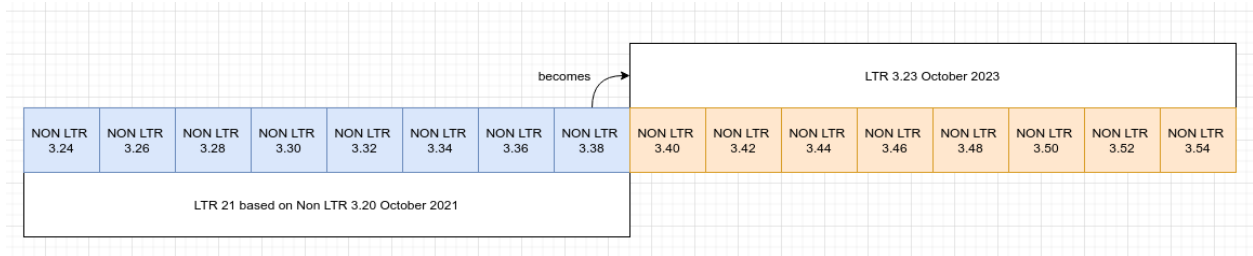 becomes
LTR 3.23 October 2023
NON LTR
3.24
NON LTR
3.26
NON LTR
3.28
NON LTR
3.30
NON LTR
3.32
NON LTR
3.34
NON LTR
3.36
NON LTR
3.38
NON LTR
3.40
NON LTR
3.42
NON LTR
3.44
NON LTR
3.46
NON LTR
3.48
NON LTR
3.50
NON LTR
3.52
NON LTR
3.54
LTR 21 based on Non LTR 3.20 October 2021